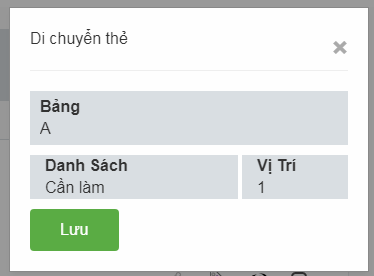 Di chuyển thẻ
×
Bảng
A
Danh Sách
Cần làm
Vị Trí
1
Lưu